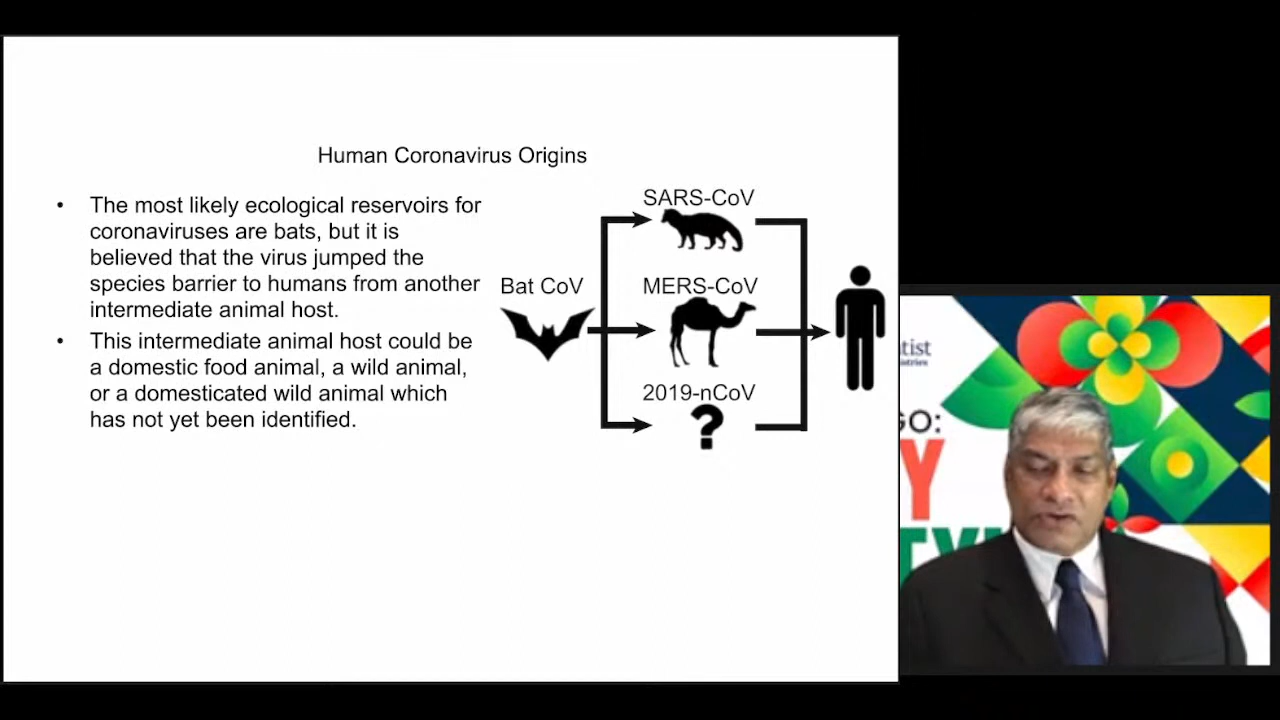 Human Coronavirus Origins
• The most likely ecological reservoirs for
coronaviruses are bats, but it is
believed that the virus jumped the
species barrier to humans from another
intermediate animal host.
• This intermediate animal host could be
a domestic food animal, a wild animal,
or a domesticated wild animal which
has not yet been identified.
SARS-CoV
Bat CoV
MERS-CoV
2019-nCoV
?